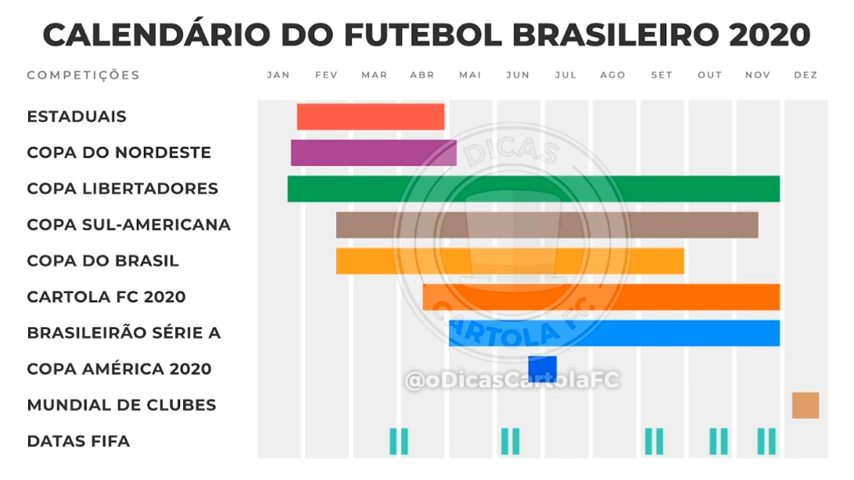 CALENDÁRIO DO FUTEBOL BRASILEIRO 2020
COMPETIÇÕES JAN FEV MAR ABR MAI JUN JUL AGO SET OUT NOV DEZ
ESTADUAIS
COPA DO NORDESTE
COPA LIBERTADORES
COPA SUL-AMERICANA
COPA DO BRASIL
CARTOLA FC 2020
BRASILEIRÃO SÉRIE A
COPA AMÉRICA 2020
MUNDIAL DE CLUBES
DATAS FIFA
DICAS
CARTOLA FC
@oDicasCartolaFC